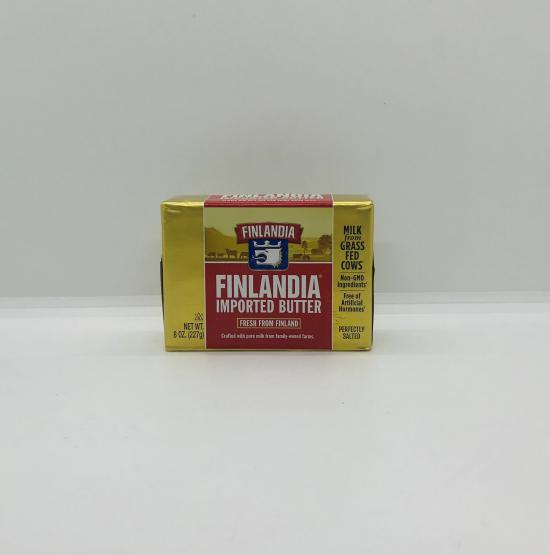 FINLANDIA
FINLANDIA
FINLANDIA®
IMPORTED BUTTER
FRESH FROM FINLAND
Crafted with pure milk from family-owned farms.
NET WT.
8 OZ. (227g)
MILK
from
GRASS
FED
COWS
Non-GMO
Ingredients†
Free of
Artificial
Hormones†
PERFECTLY
SALTED